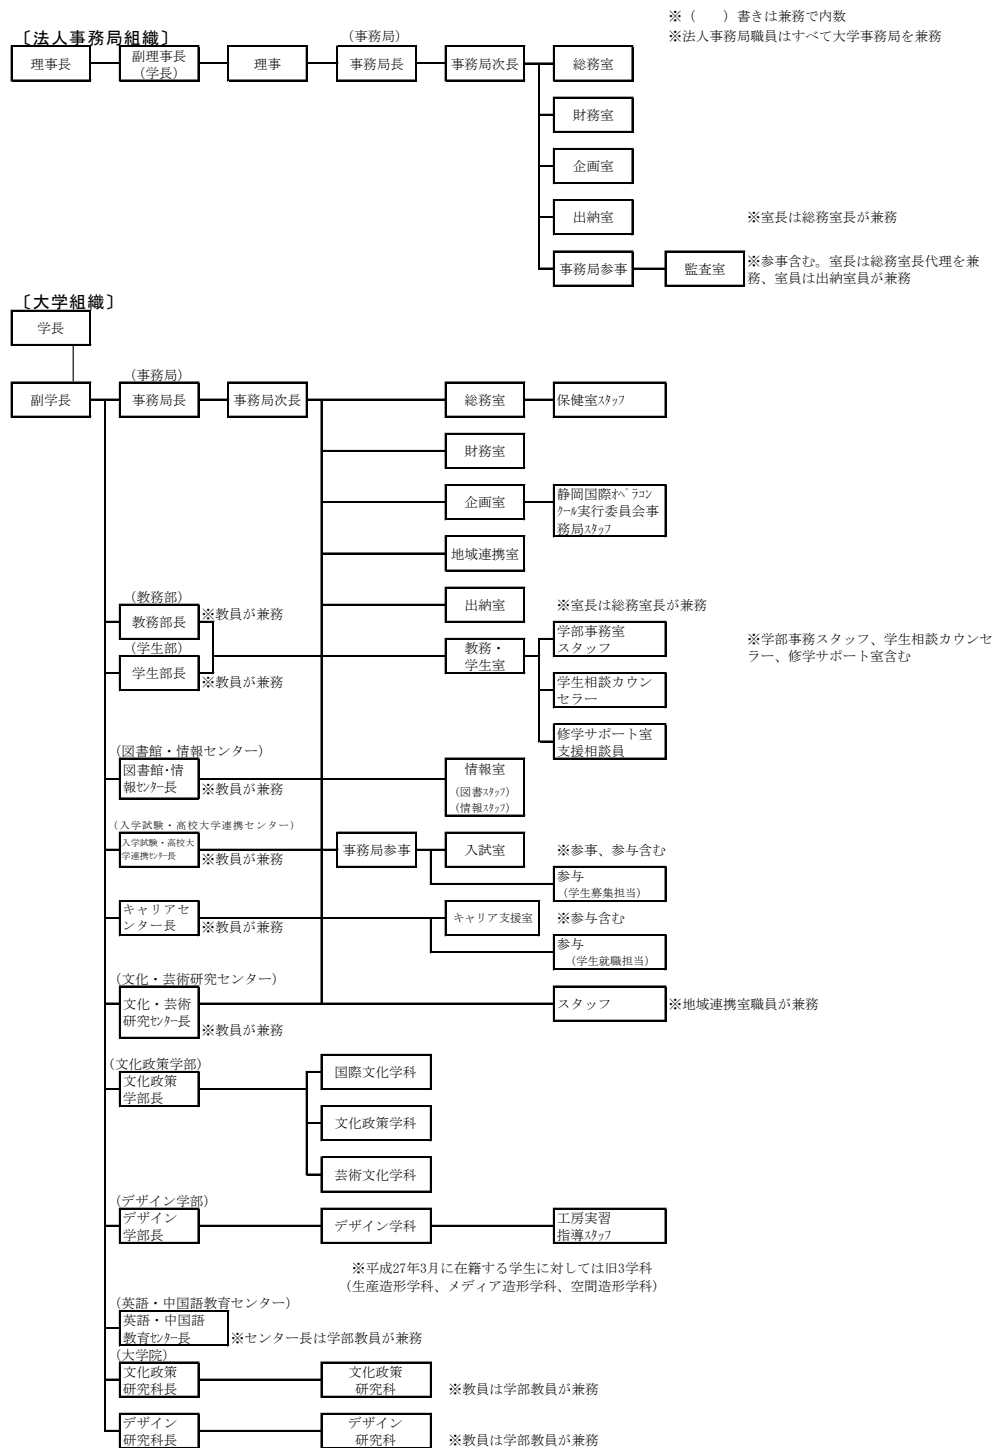 ※（　　）書きは兼務で内数
〔法人事務局組織〕
（事務局）
※法人事務局職員はすべて大学事務局を兼務
理事長
副理事長
（学長）
理事
事務局長
事務局次長
総務室
財務室
企画室
出納室
※室長は総務室長が兼務
事務局参事
監査室
※参事含む。室長は総務室長代理を兼
務、室員は出納室員が兼務
〔大学組織〕
学長
（事務局）
副学長
事務局長
事務局次長
総務室
保健室ｽﾀｯﾌ
財務室
企画室
静岡国際ｵﾍﾟﾗｺﾝ
ｸｰﾙ実行委員会事
務局ｽﾀｯﾌ
地域連携室
出納室
※室長は総務室長が兼務
（教務部）
教務部長
※教員が兼務
（学生部）
学生部長
※教員が兼務
教務・
学生室
学部事務室
スタッフ
※学部事務スタッフ、学生相談カウンセ
ラー、修学サポート室含む
学生相談カウン
セラー
修学サポート室
支援相談員
（図書館・情報センター）
図書館・情
報ｾﾝﾀｰ長
※教員が兼務
情報室
（図書ｽﾀｯﾌ）
（情報ｽﾀｯﾌ）
（入学試験・高校大学連携センター）
入学試験・高校大
学連携ｾﾝﾀｰ長
※教員が兼務
事務局参事
入試室
※参事、参与含む
参与
（学生募集担当）
キャリアセ
ンター長
※教員が兼務
キャリア支援室
※参与含む
参与
（学生就職担当）
（文化・芸術研究センター）
文化・芸術
研究ｾﾝﾀｰ長
※教員が兼務
スタッフ
※地域連携室職員が兼務
（文化政策学部）
文化政策
学部長
国際文化学科
文化政策学科
芸術文化学科
（デザイン学部）
デザイン
学部長
デザイン学科
工房実習
指導ｽﾀｯﾌ
※平成27年3月に在籍する学生に対しては旧3学科
（生産造形学科、メディア造形学科、空間造形学科）
（英語・中国語教育センター）
英語・中国語
教育ｾﾝﾀｰ長
※センター長は学部教員が兼務
（大学院）
文化政策
研究科長
文化政策
研究科
※教員は学部教員が兼務
デザイン
研究科長
デザイン
研究科
※教員は学部教員が兼務